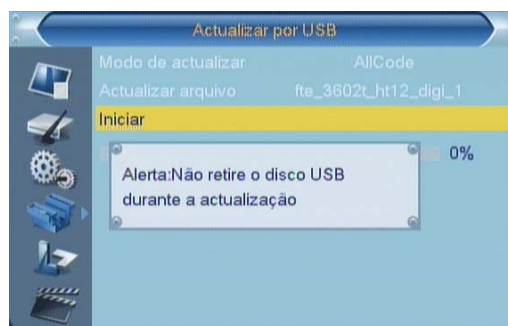 Actualizar por USB
Modo de actualizar AllCode
Actualizar arquivo fte_3602t_ht12_digi_1
Iniciar
0%
Alerta:Não retire o disco USB
durante a actualização